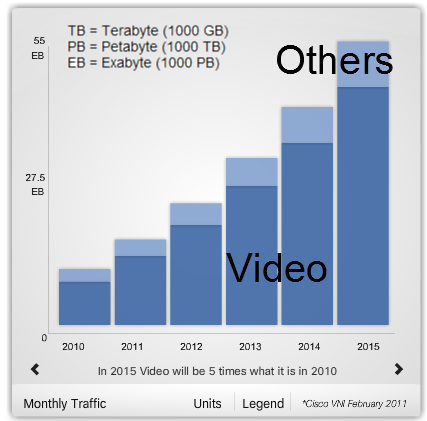 TB = Terabyte (1000 GB)
PB = Petabyte (1000 TB)
EB = Exabyte (1000 PB)
55
EB
Others
27.5
EB
Video
0
2010 2011 2012 2013 2014 2015
In 2015 Video will be 5 times what it is in 2010
Monthly Traffic Units Legend *Cisco VNI February 2011